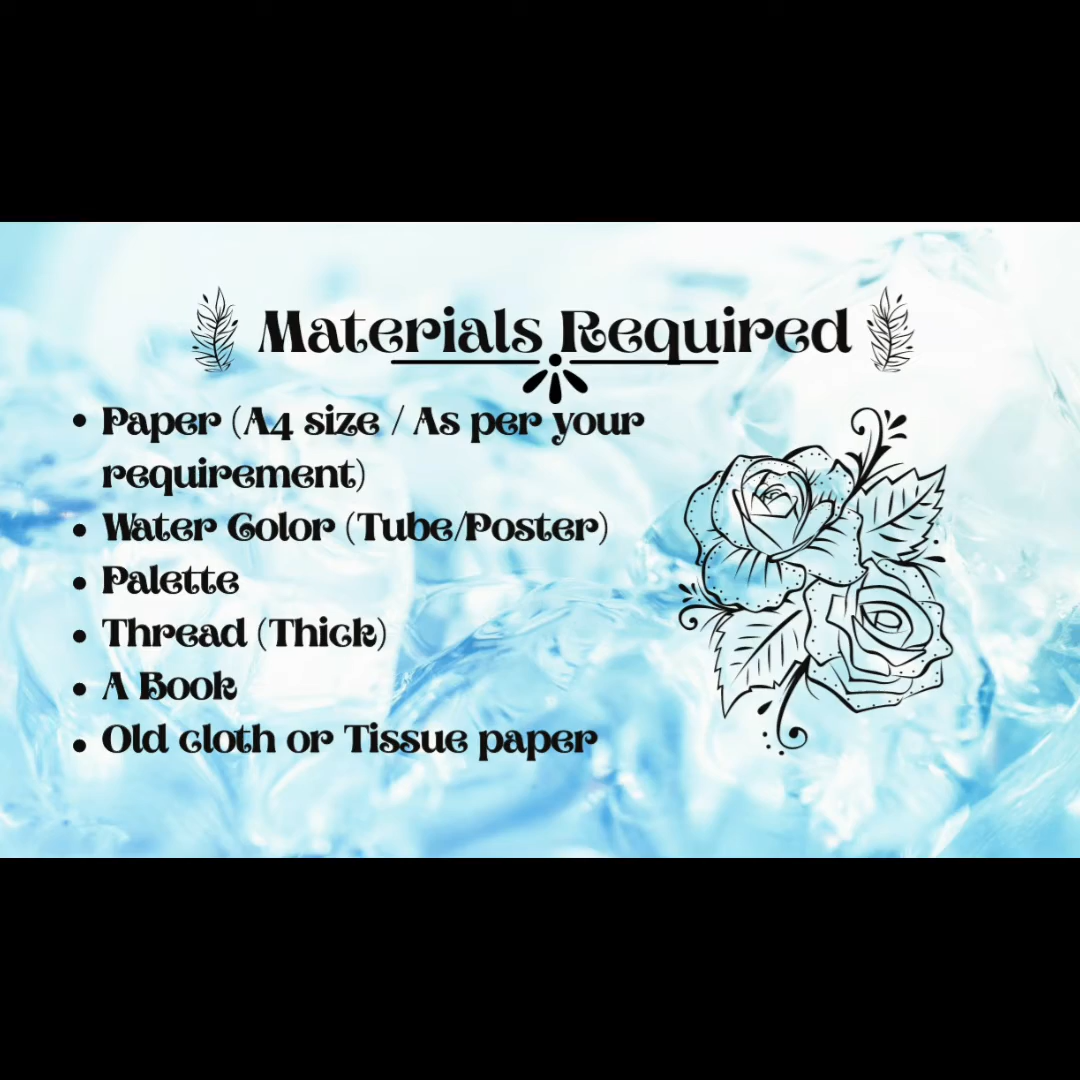 Materials Required
• Paper (A4 size / As per your
requirement)
• Water Color (Tube/Poster)
• Palette
• Thread (Thick)
• A Book
• Old cloth or Tissue paper